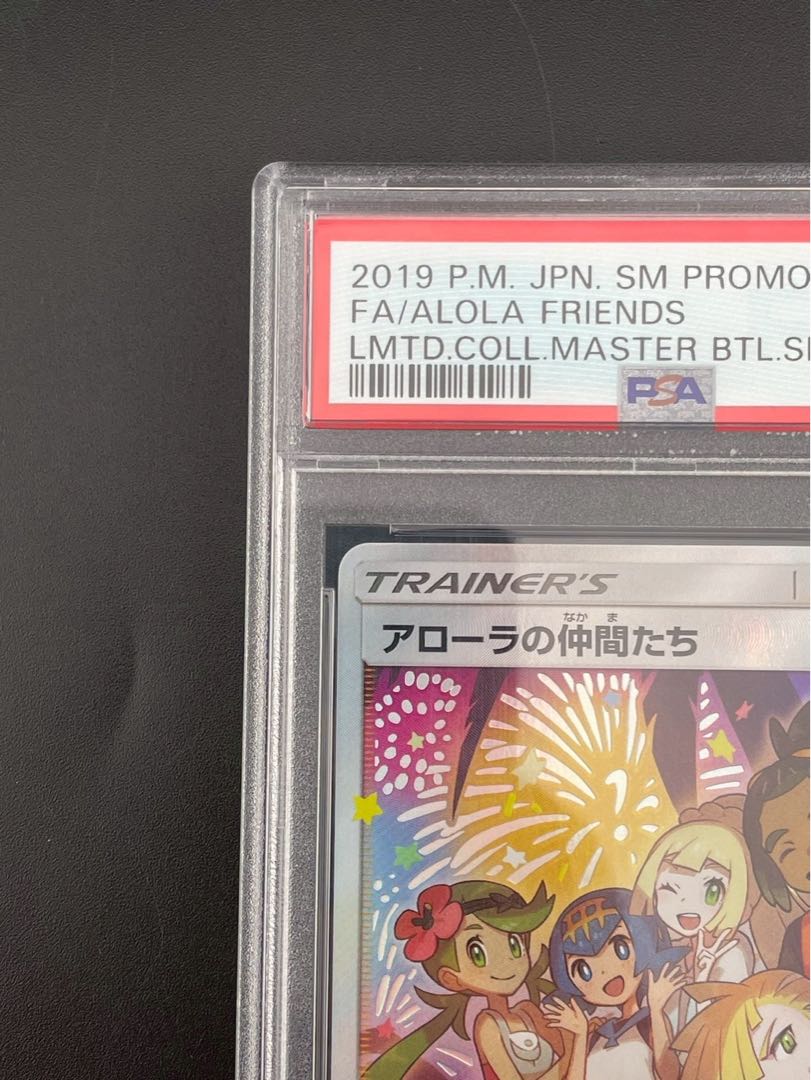 2019 P.M. JPN. SM PROMO
FA/ALOLA FRIENDS
LMTD.COLL.MASTER BTL.S
PSA
TRAINER'S
なかま
アローラの仲間たち